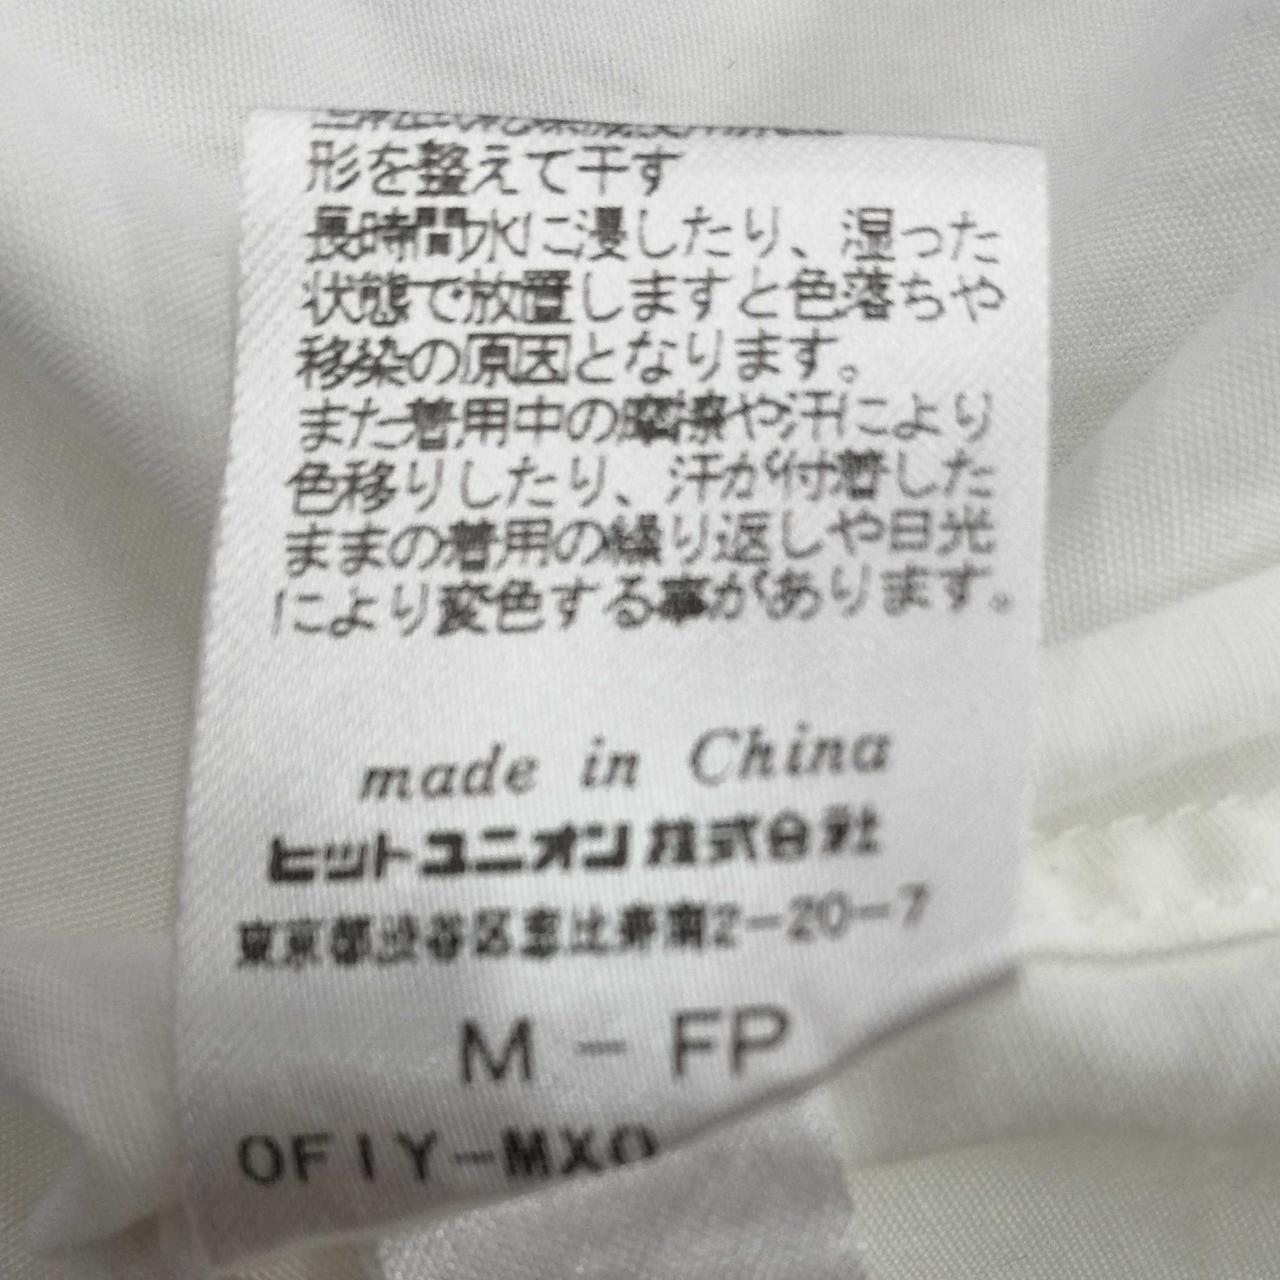 形を整えて干す
長時間水に浸したり、湿った
状態で放置しますと色落ちや
移染の原因となります。
また着用中の摩擦や汗により
色移りしたり、汗が付着した
ままの着用の繰り返しや日光
により変色する事があります。
made in China
ヒットユニオン株式会社
東京都渋谷区恵比寿南2-20-7
M - FP
OFIY-MX0